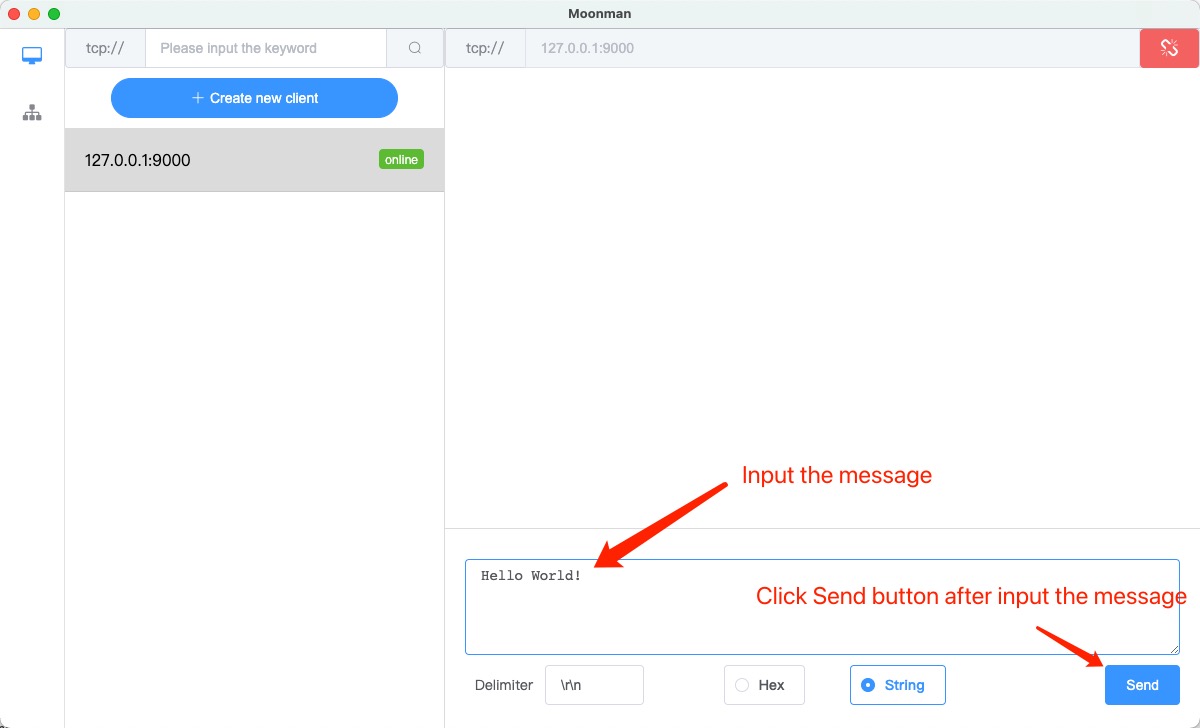 Moonman
tcp://
Please input the keyword
tcp://
127.0.0.1:9000
Create new client
127.0.0.1:9000
online
Input the message
Hello World!
Click Send button after input the message
Delimiter
\r\n
Hex
String
Send